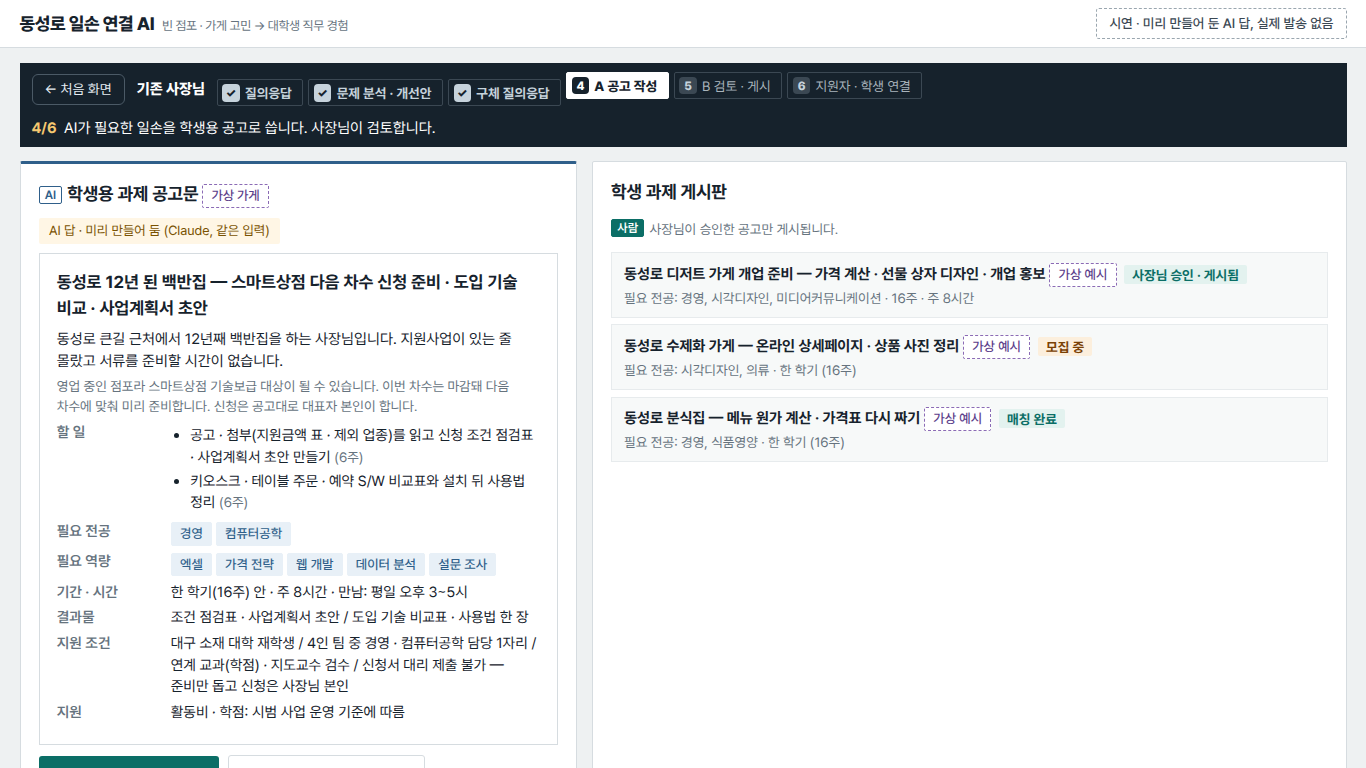 동성로 일손 연결 AI 빈 점포 · 가게 고민 → 대학생 직무 경험
시연 · 미리 만들어 둔 AI 답, 실제 발송 없음
← 처음 화면 기존 사장님 질의응답 문제 분석 · 개선안 구체 질의응답 4 A 공고 작성 5 B 검토 · 게시 6 지원자 · 학생 연결
4/6 AI가 필요한 일손을 학생용 공고로 씁니다. 사장님이 검토합니다.
AI 학생용 과제 공고문 가상 가게
AI 답 · 미리 만들어 둠 (Claude, 같은 입력)
동성로 12년 된 백반집 — 스마트상점 다음 차수 신청 준비 · 도입 기술
비교 · 사업계획서 초안
동성로 큰길 근처에서 12년째 백반집을 하는 사장님입니다. 지원사업이 있는 줄
몰랐고 서류를 준비할 시간이 없습니다.
영업 중인 점포라 스마트상점 기술보급 대상이 될 수 있습니다. 이번 차수는 마감돼 다음
차수에 맞춰 미리 준비합니다. 신청은 공고대로 대표자 본인이 합니다.
할 일
• 공고 · 첨부(지원금액 표 · 제외 업종)를 읽고 신청 조건 점검표
· 사업계획서 초안 만들기 (6주)
• 키오스크 · 테이블 주문 · 예약 S/W 비교표와 설치 뒤 사용법
정리 (6주)
필요 전공 경영 컴퓨터공학
필요 역량 엑셀 가격 전략 웹 개발 데이터 분석 설문 조사
기간 · 시간 한 학기(16주) 안 · 주 8시간 · 만남: 평일 오후 3~5시
결과물 조건 점검표 · 사업계획서 초안 / 도입 기술 비교표 · 사용법 한 장
지원 조건 대구 소재 대학 재학생 / 4인 팀 중 경영 · 컴퓨터공학 담당 1자리 /
연계 교과(학점) · 지도교수 검수 / 신청서 대리 제출 불가 —
준비만 돕고 신청은 사장님 본인
지원 활동비 · 학점: 시범 사업 운영 기준에 따름
학생 과제 게시판
사람 사장님이 승인한 공고만 게시됩니다.
동성로 디저트 가게 개업 준비 — 가격 계산 · 선물 상자 디자인 · 개업 홍보 가상 예시 사장님 승인 · 게시됨
필요 전공: 경영, 시각디자인, 미디어커뮤니케이션 · 16주 · 주 8시간
동성로 수제화 가게 — 온라인 상세페이지 · 상품 사진 정리 가상 예시 모집 중
필요 전공: 시각디자인, 의류 · 한 학기 (16주)
동성로 분식집 — 메뉴 원가 계산 · 가격표 다시 짜기 가상 예시 매칭 완료
필요 전공: 경영, 식품영양 · 한 학기 (16주)